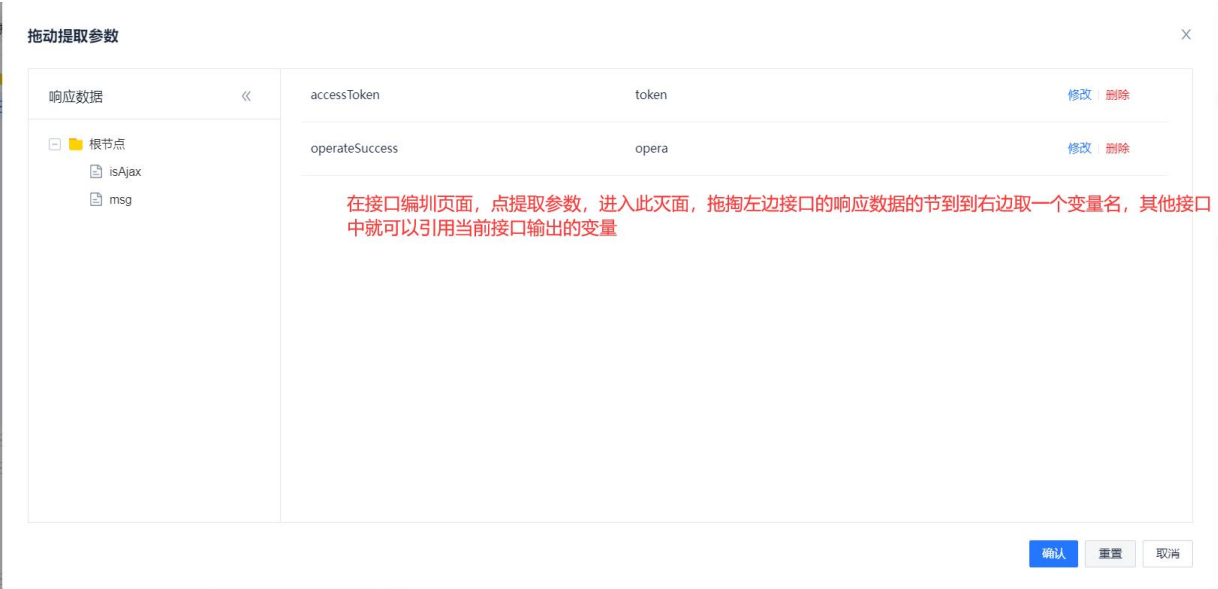 拖动提取参数
响应数据
accessToken token 修改 删除
根节点
operateSuccess opera 修改 删除
isAjax
msg
在接口编圳页面，点提取参数，进入此灭面，拖掏左边接口的响应数据的节到到右边取一个变量名，其他接口
中就可以引用当前接口输出的变量
确认 重置 取消